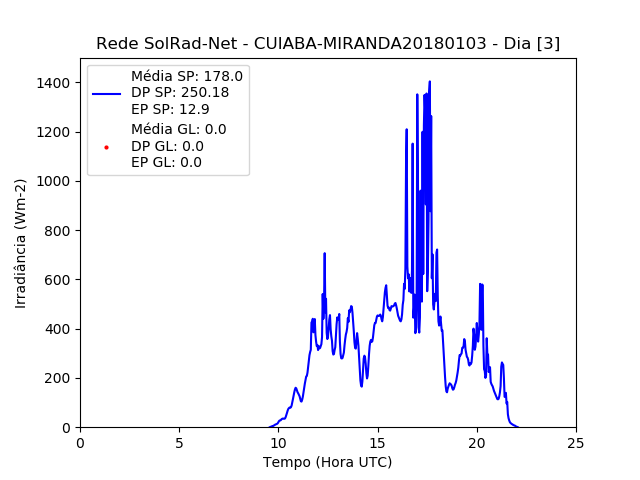 Rede SolRad-Net - CUIABA-MIRANDA20180103 - Dia [3]
Média SP: 178.0
DP SP: 250.18
EP SP: 12.9
Média GL: 0.0
DP GL: 0.0
EP GL: 0.0
Irradiância (Wm-2)
1400
1200
1000
800
600
400
200
0
0 5 10 15 20 25
Tempo (Hora UTC)